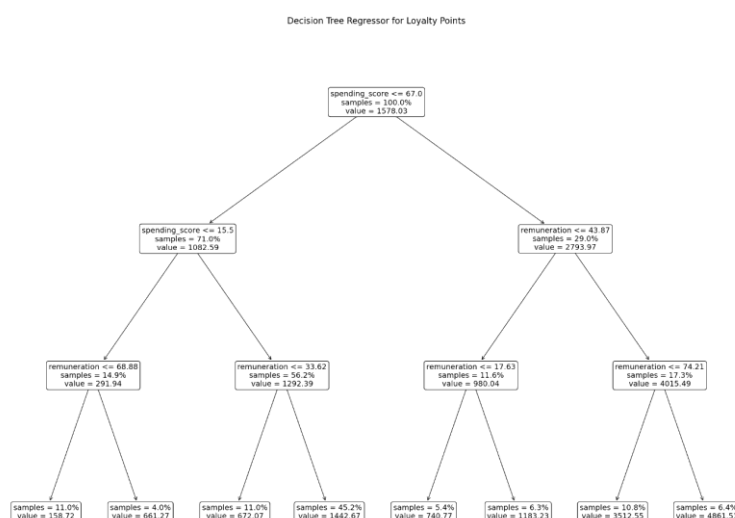 Decision Tree Regressor for Loyalty Points
spending_score <= 67.0
samples = 100.0%
value = 1578.03
spending_score <= 15.5
samples = 71.0%
value = 1082.59
remuneration <= 43.87
samples = 29.0%
value = 2793.97
remuneration <= 68.88
samples = 14.9%
value = 291.94
remuneration <= 33.62
samples = 56.2%
value = 1292.39
remuneration <= 17.63
samples = 11.6%
value = 980.04
remuneration <= 74.21
samples = 17.3%
value = 4015.49
samples = 11.0%
value = 158.72
samples = 4.0%
value = 661.27
samples = 11.0%
value = 672.07
samples = 45.2%
value = 1442.67
samples = 5.4%
value = 740.77
samples = 6.3%
value = 1183.23
samples = 10.8%
value = 3512.55
samples = 6.4%
value = 4861.51